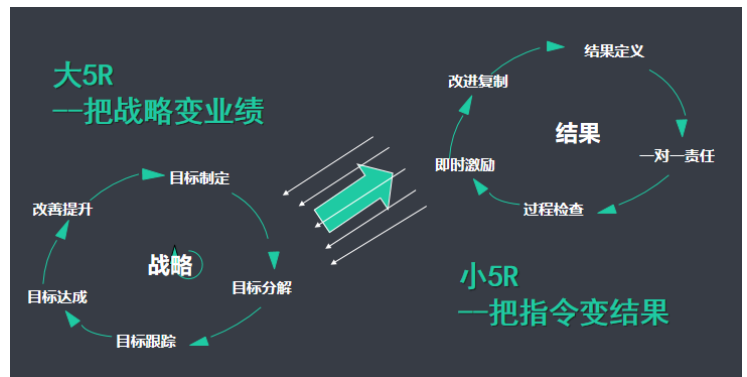 大5R
—把战略变业绩
目标制定
目标分解
目标跟踪
目标达成
改善提升
战略
结果定义
一对一责任
过程检查
即时激励
改进复制
结果
小5R
—把指令变结果